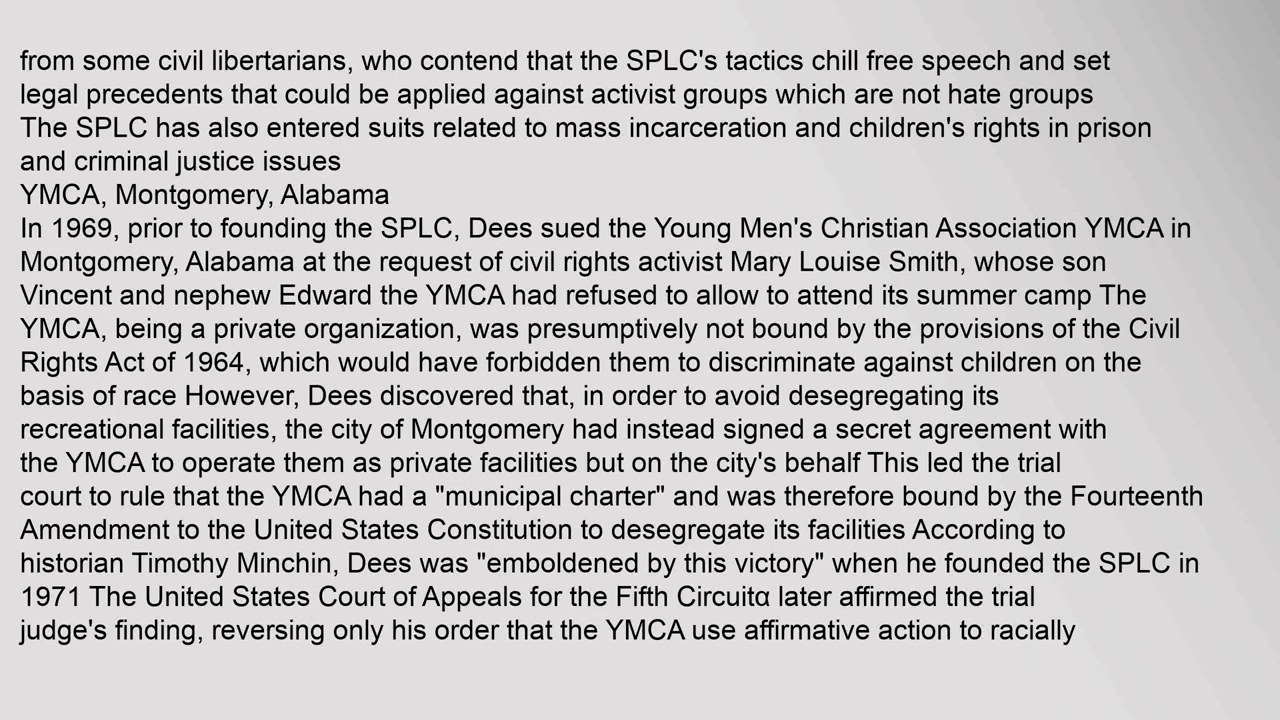 from some civil libertarians, who contend that the SPLC's tactics chill free speech and set
legal precedents that could be applied against activist groups which are not hate groups
The SPLC has also entered suits related to mass incarceration and children's rights in prison
and criminal justice issues
YMCA, Montgomery, Alabama
In 1969, prior to founding the SPLC, Dees sued the Young Men's Christian Association YMCA in
Montgomery, Alabama at the request of civil rights activist Mary Louise Smith, whose son
Vincent and nephew Edward the YMCA had refused to allow to attend its summer camp The
YMCA, being a private organization, was presumptively not bound by the provisions of the Civil
Rights Act of 1964, which would have forbidden them to discriminate against children on the
basis of race However, Dees discovered that, in order to avoid desegregating its
recreational facilities, the city of Montgomery had instead signed a secret agreement with
the YMCA to operate them as private facilities but on the city's behalf This led the trial
court to rule that the YMCA had a "municipal charter" and was therefore bound by the Fourteenth
Amendment to the United States Constitution to desegregate its facilities According to
historian Timothy Minchin, Dees was "emboldened by this victory" when he founded the SPLC in
1971 The United States Court of Appeals for the Fifth Circuitα later affirmed the trial
judge's finding, reversing only his order that the YMCA use affirmative action to racially